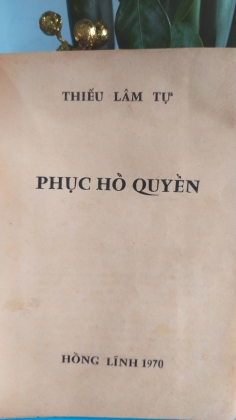 THIẾU LÂM TỰ
PHỤC HỔ QUYỀN
HỒNG LĨNH 1970